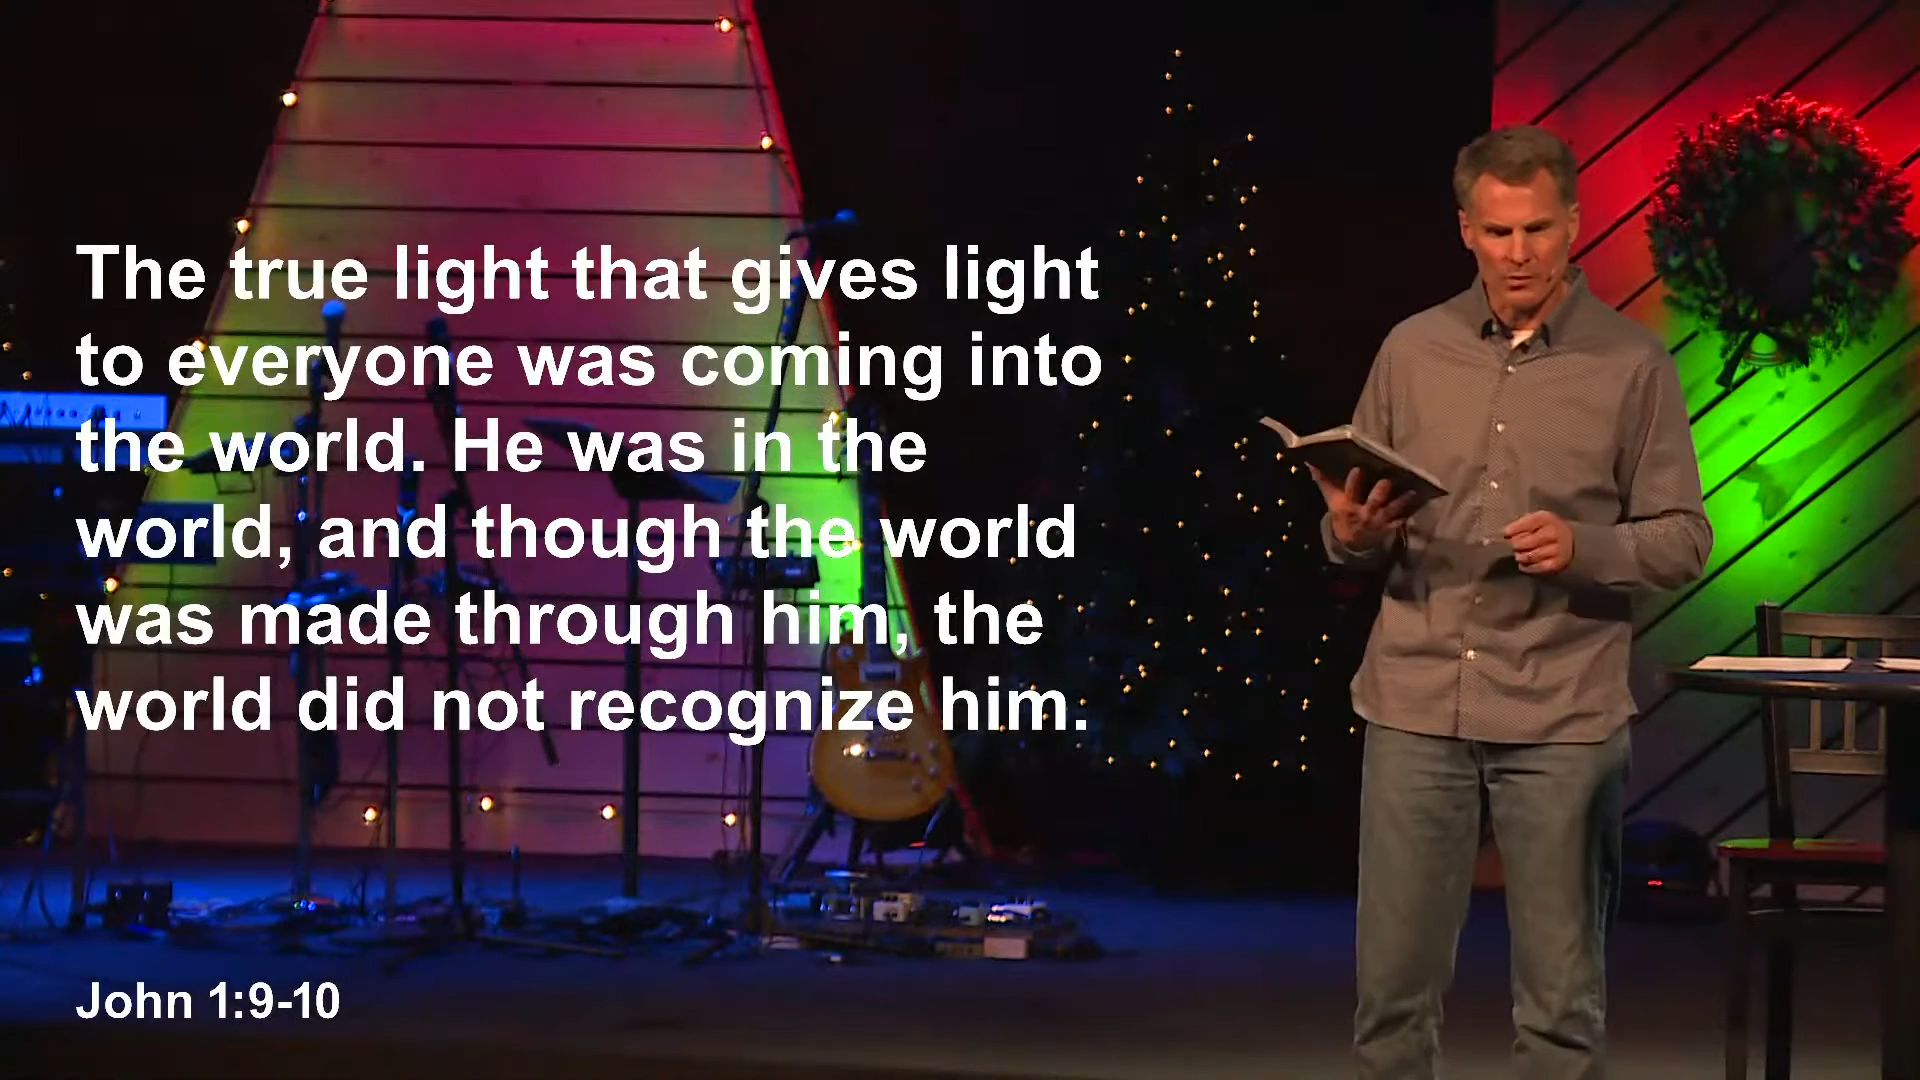 The true light that gives light
to everyone was coming into
the world. He was in the
world, and though the world
was made through him, the
world did not recognize him.
John 1:9-10